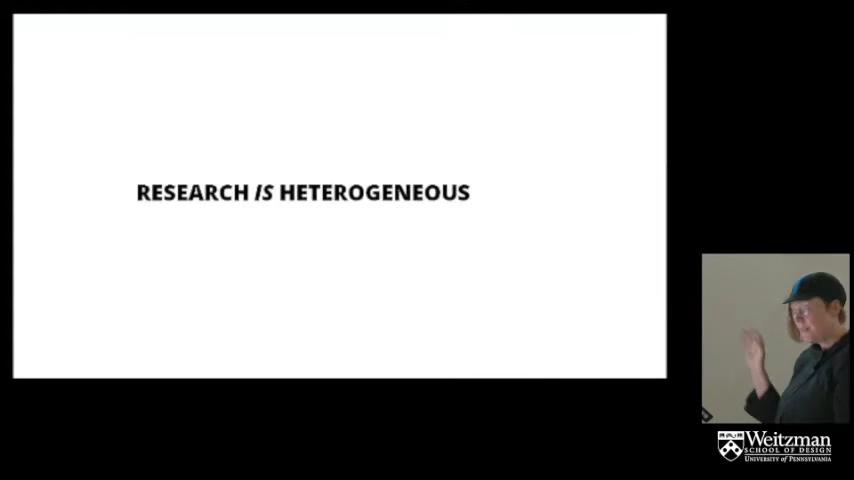 RESEARCH IS HETEROGENEOUS
Weitzman
SCHOOL OF DESIGN
UNIVERSITY of PENNSYLVANIA